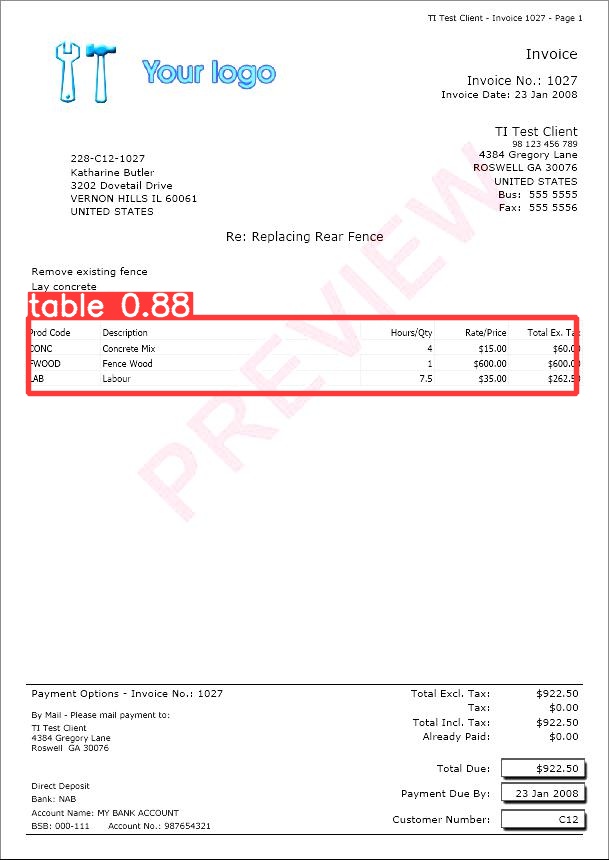 TI Test Client - Invoice 1027 - Page 1
Your logo
Invoice
Invoice No.: 1027
Invoice Date: 23 Jan 2008
TI Test Client
98 123 456 789
4384 Gregory Lane
ROSWELL GA 30076
UNITED STATES
Bus: 555 5555
Fax: 555 5556
228-C12-1027
Katharine Butler
3202 Dovetail Drive
VERNON HILLS IL 60061
UNITED STATES
Re: Replacing Rear Fence
Remove existing fence
Lay concrete
table 0.88
Prod Code Description Hours/Qty Rate/Price Total Ex. Tax
CONC Concrete Mix 4 $15.00 $60.00
FWOOD Fence Wood 1 $600.00 $600.00
LAB Labour 7.5 $35.00 $262.50
PREVIEW
Payment Options - Invoice No.: 1027
By Mail - Please mail payment to:
TI Test Client
4384 Gregory Lane
Roswell GA 30076
Direct Deposit
Bank: NAB
Account Name: MY BANK ACCOUNT
BSB: 000-111 Account No.: 987654321
Total Excl. Tax: $922.50
Tax: $0.00
Total Incl. Tax: $922.50
Already Paid: $0.00
Total Due: $922.50
Payment Due By: 23 Jan 2008
Customer Number: C12